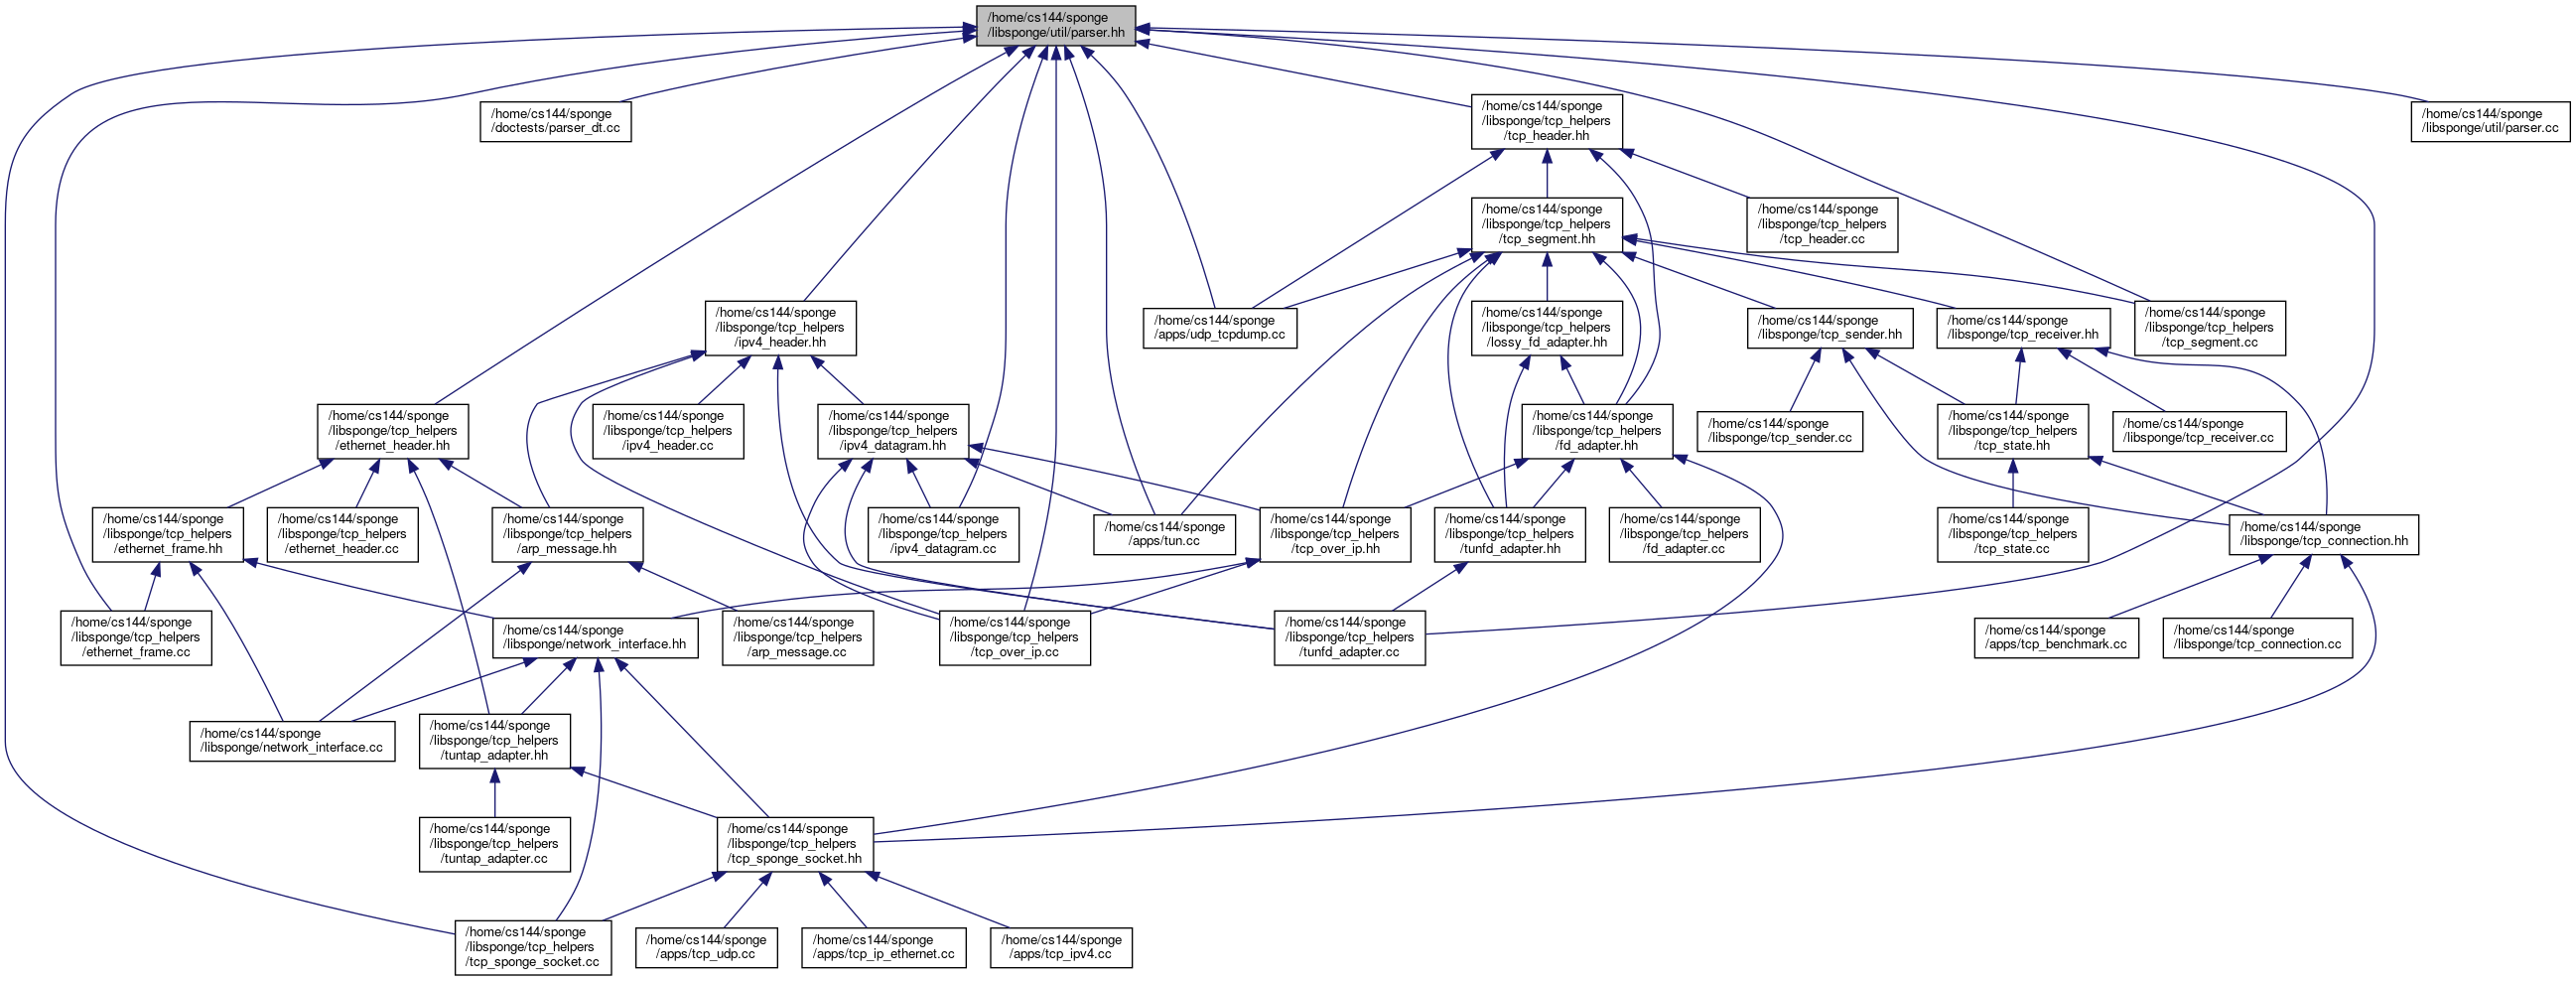 /home/cs144/sponge
/libsponge/util/parser.hh
/home/cs144/sponge
/doctests/parser_dt.cc
/home/cs144/sponge
/libsponge/tcp_helpers
/tcp_header.hh
/home/cs144/sponge
/libsponge/util/parser.cc
/home/cs144/sponge
/libsponge/tcp_helpers
/tcp_segment.hh
/home/cs144/sponge
/libsponge/tcp_helpers
/tcp_header.cc
/home/cs144/sponge
/libsponge/tcp_helpers
/ipv4_header.hh
/home/cs144/sponge
/apps/udp_tcpdump.cc
/home/cs144/sponge
/libsponge/tcp_helpers
/lossy_fd_adapter.hh
/home/cs144/sponge
/libsponge/tcp_sender.hh
/home/cs144/sponge
/libsponge/tcp_receiver.hh
/home/cs144/sponge
/libsponge/tcp_helpers
/tcp_segment.cc
/home/cs144/sponge
/libsponge/tcp_helpers
/ethernet_header.hh
/home/cs144/sponge
/libsponge/tcp_helpers
/ipv4_header.cc
/home/cs144/sponge
/libsponge/tcp_helpers
/ipv4_datagram.hh
/home/cs144/sponge
/libsponge/tcp_helpers
/fd_adapter.hh
/home/cs144/sponge
/libsponge/tcp_sender.cc
/home/cs144/sponge
/libsponge/tcp_helpers
/tcp_state.hh
/home/cs144/sponge
/libsponge/tcp_receiver.cc
/home/cs144/sponge
/libsponge/tcp_helpers
/ethernet_frame.hh
/home/cs144/sponge
/libsponge/tcp_helpers
/ethernet_header.cc
/home/cs144/sponge
/libsponge/tcp_helpers
/arp_message.hh
/home/cs144/sponge
/libsponge/tcp_helpers
/ipv4_datagram.cc
/home/cs144/sponge
/apps/tun.cc
/home/cs144/sponge
/libsponge/tcp_helpers
/tcp_over_ip.hh
/home/cs144/sponge
/libsponge/tcp_helpers
/tunfd_adapter.hh
/home/cs144/sponge
/libsponge/tcp_helpers
/fd_adapter.cc
/home/cs144/sponge
/libsponge/tcp_helpers
/tcp_state.cc
/home/cs144/sponge
/libsponge/tcp_connection.hh
/home/cs144/sponge
/libsponge/tcp_helpers
/ethernet_frame.cc
/home/cs144/sponge
/libsponge/network_interface.hh
/home/cs144/sponge
/libsponge/tcp_helpers
/arp_message.cc
/home/cs144/sponge
/libsponge/tcp_helpers
/tcp_over_ip.cc
/home/cs144/sponge
/libsponge/tcp_helpers
/tunfd_adapter.cc
/home/cs144/sponge
/apps/tcp_benchmark.cc
/home/cs144/sponge
/libsponge/tcp_connection.cc
/home/cs144/sponge
/libsponge/network_interface.cc
/home/cs144/sponge
/libsponge/tcp_helpers
/tuntap_adapter.hh
/home/cs144/sponge
/libsponge/tcp_helpers
/tuntap_adapter.cc
/home/cs144/sponge
/libsponge/tcp_helpers
/tcp_sponge_socket.hh
/home/cs144/sponge
/libsponge/tcp_helpers
/tcp_sponge_socket.cc
/home/cs144/sponge
/apps/tcp_udp.cc
/home/cs144/sponge
/apps/tcp_ip_ethernet.cc
/home/cs144/sponge
/apps/tcp_ipv4.cc